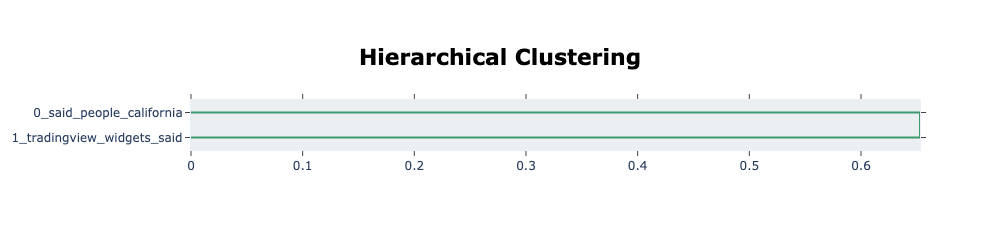 Hierarchical Clustering
0_said_people_california
1_tradingview_widgets_said
0 0.1 0.2 0.3 0.4 0.5 0.6